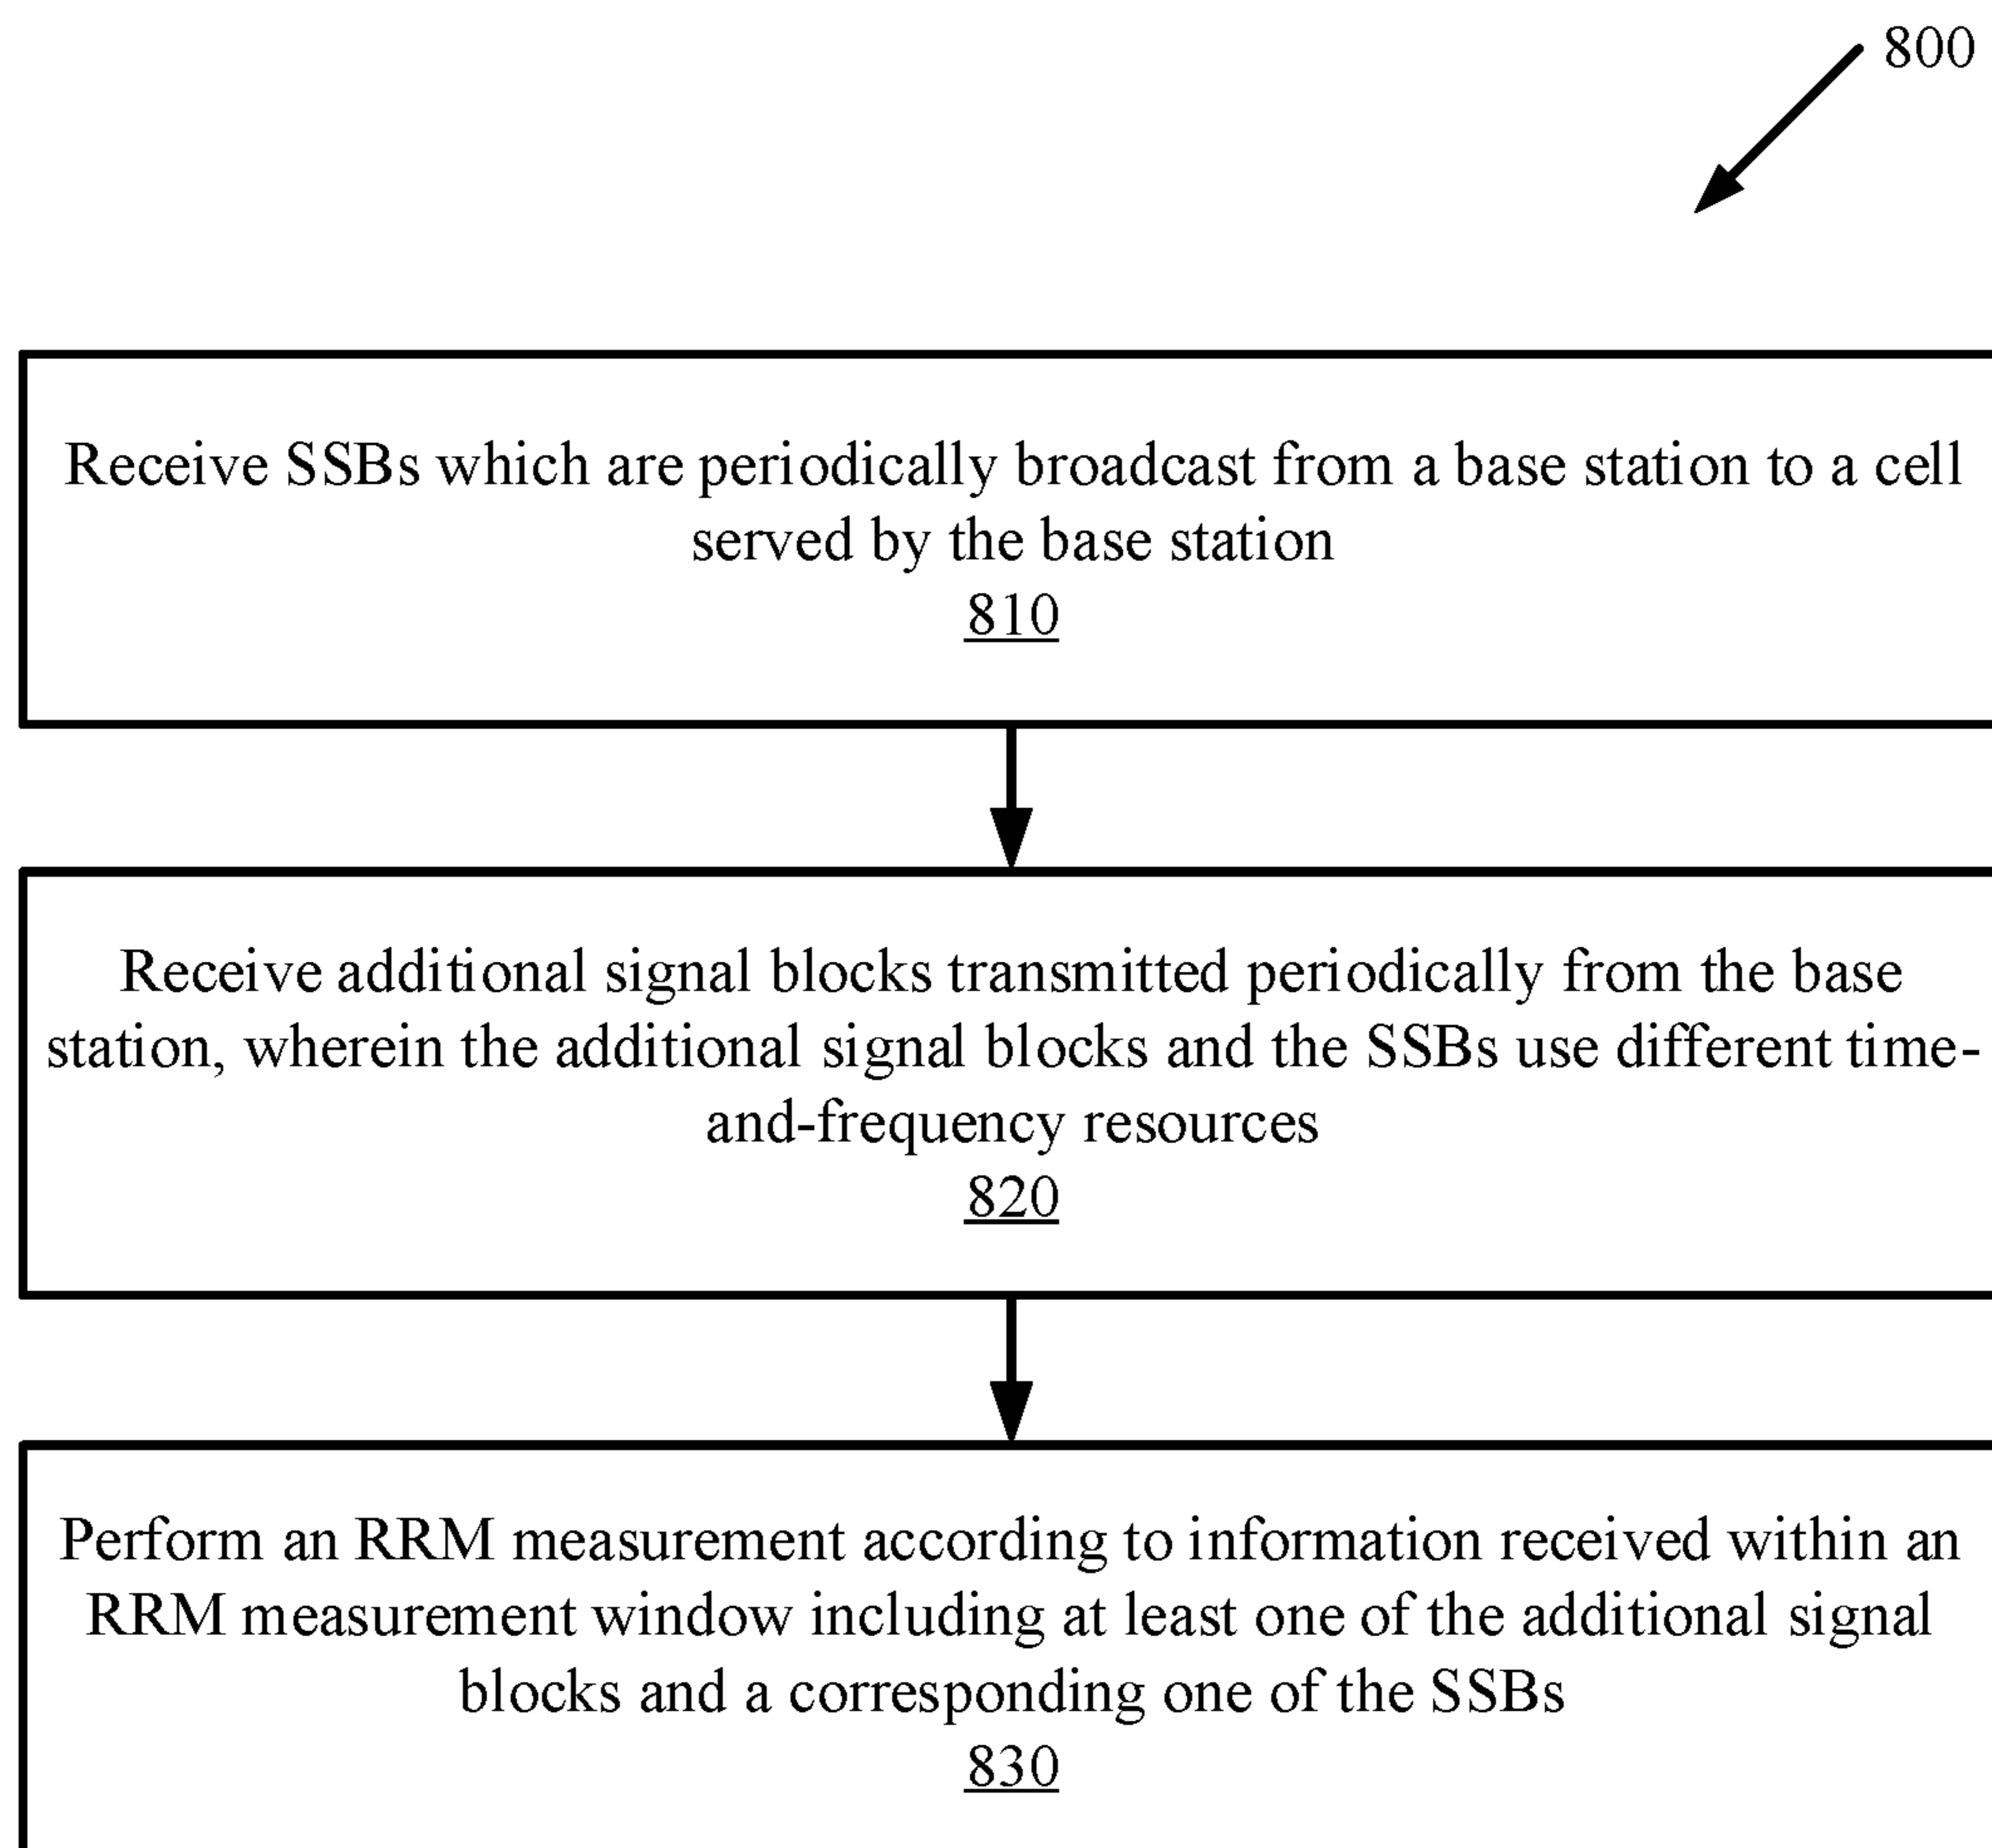 800
Receive SSBs which are periodically broadcast from a base station to a cell
served by the base station
810
Receive additional signal blocks transmitted periodically from the base
station, wherein the additional signal blocks and the SSBs use different time-
and-frequency resources
820
Perform an RRM measurement according to information received within an
RRM measurement window including at least one of the additional signal
blocks and a corresponding one of the SSBs
830